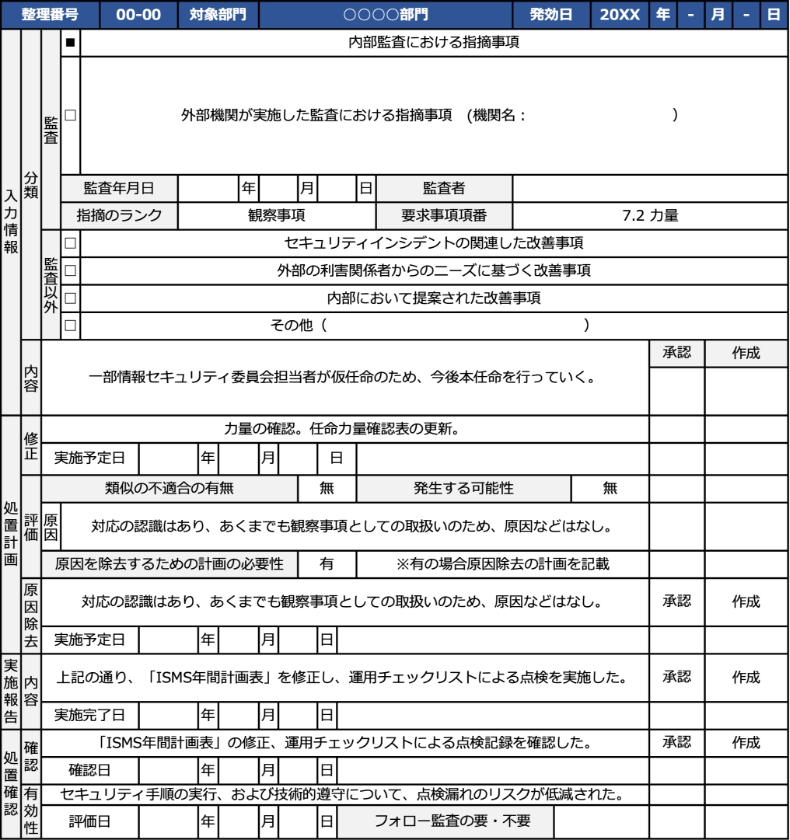 整理番号 00-00 対象部門 〇〇〇〇部門 発効日 20XX 年 - 月 - 日
入力情報
分類
監査
■ 内部監査における指摘事項
□ 外部機関が実施した監査における指摘事項 (機関名: )
監査年月日 年 月 日 監査者
指摘のランク 観察事項 要求事項項番 7.2 力量
監査以外
□ セキュリティインシデントの関連した改善事項
□ 外部の利害関係者からのニーズに基づく改善事項
□ 内部において提案された改善事項
□ その他( )
内容
一部情報セキュリティ委員会担当者が仮任命のため、今後本任命を行っていく。
承認 作成
処置計画
修正
力量の確認。任命力量確認表の更新。
実施予定日 年 月 日
評価
類似の不適合の有無 無 発生する可能性 無
原因
対応の認識はあり、あくまでも観察事項としての取扱いのため、原因などはなし。
原因を除去するための計画の必要性 有 ※有の場合原因除去の計画を記載
原因除去
対応の認識はあり、あくまでも観察事項としての取扱いのため、原因などはなし。 承認 作成
実施予定日 年 月 日
実施報告
内容
上記の通り、「ISMS年間計画表」を修正し、運用チェックリストによる点検を実施した。 承認 作成
実施完了日 年 月 日
処置確認
確認
「ISMS年間計画表」の修正、運用チェックリストによる点検記録を確認した。 承認 作成
確認日 年 月 日
有効性
セキュリティ手順の実行、および技術的遵守について、点検漏れのリスクが低減された。
評価日 年 月 日 フォロー監査の要・不要